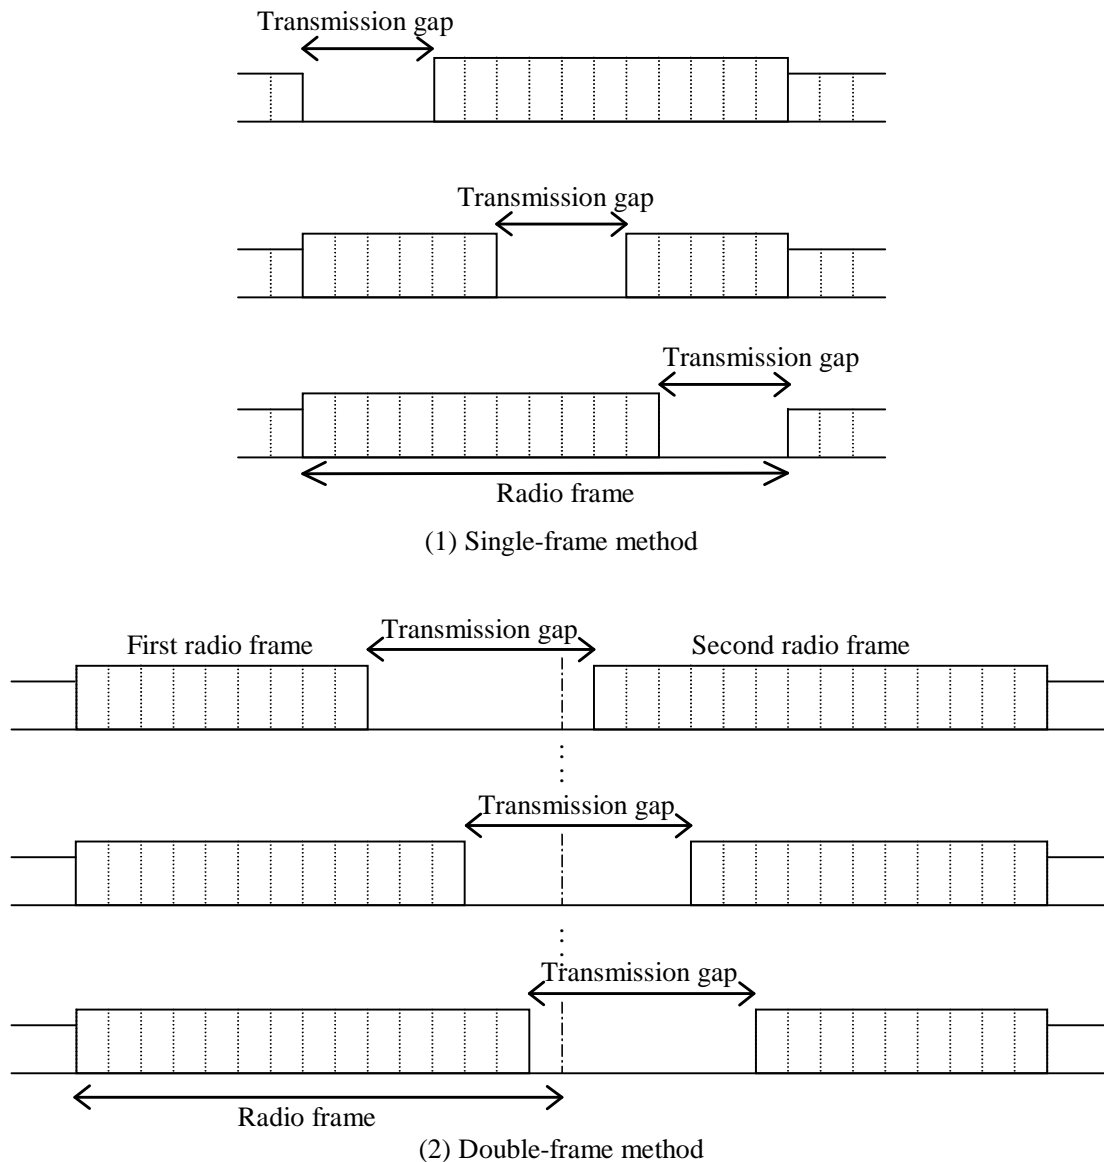 Transmission gap
Transmission gap
Transmission gap
Radio frame
(1) Single-frame method
First radio frame
Transmission gap
Second radio frame
Transmission gap
Transmission gap
Radio frame
(2) Double-frame method